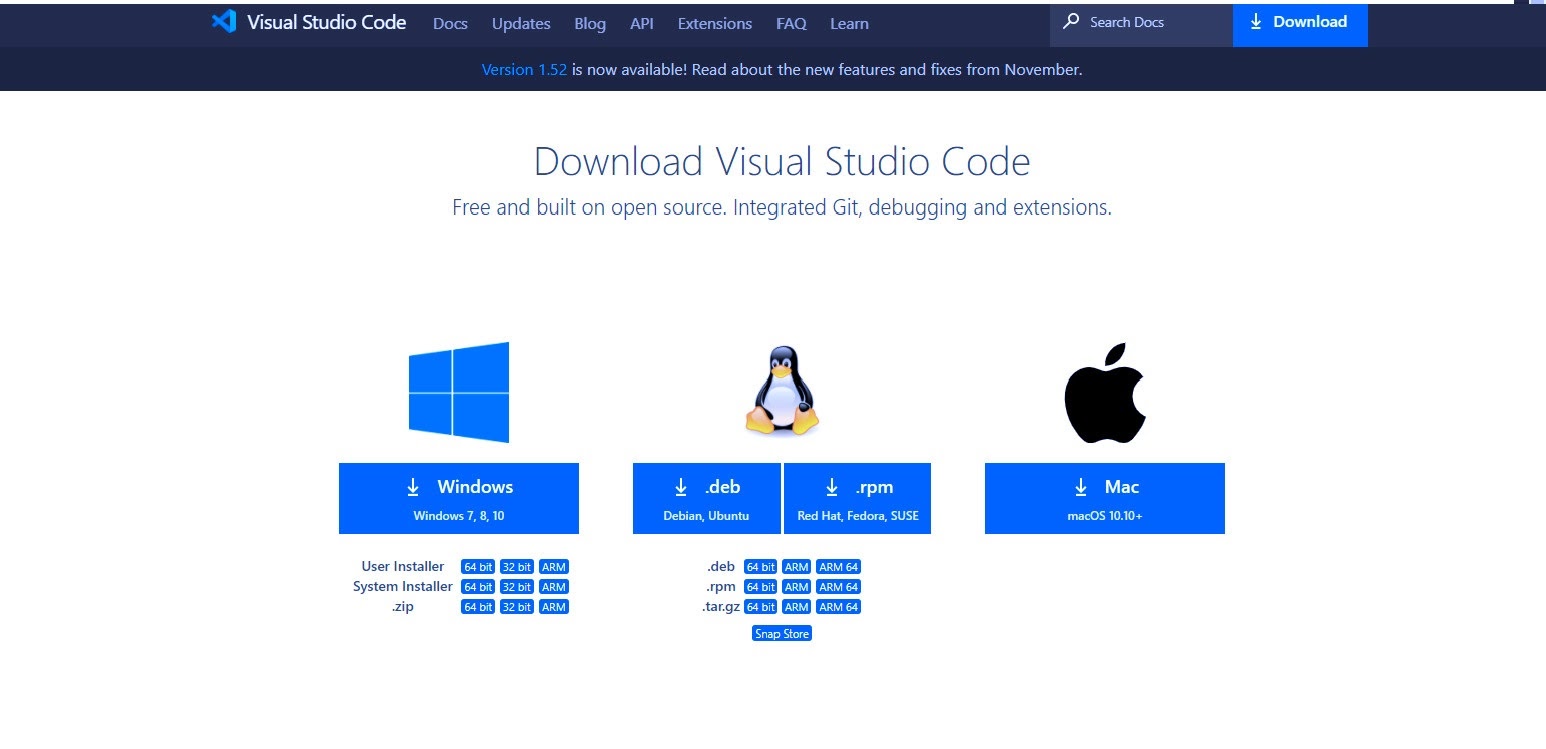 Visual Studio Code Docs Updates Blog API Extensions FAQ Learn Search Docs Download
Version 1.52 is now available! Read about the new features and fixes from November.
Download Visual Studio Code
Free and built on open source. Integrated Git, debugging and extensions.
Windows
Windows 7, 8, 10
User Installer 64 bit 32 bit ARM
System Installer 64 bit 32 bit ARM
.zip 64 bit 32 bit ARM
.deb
Debian, Ubuntu
.rpm
Red Hat, Fedora, SUSE
.deb 64 bit ARM ARM 64
.rpm 64 bit ARM ARM 64
.tar.gz 64 bit ARM ARM 64
Snap Store
Mac
macOS 10.10+